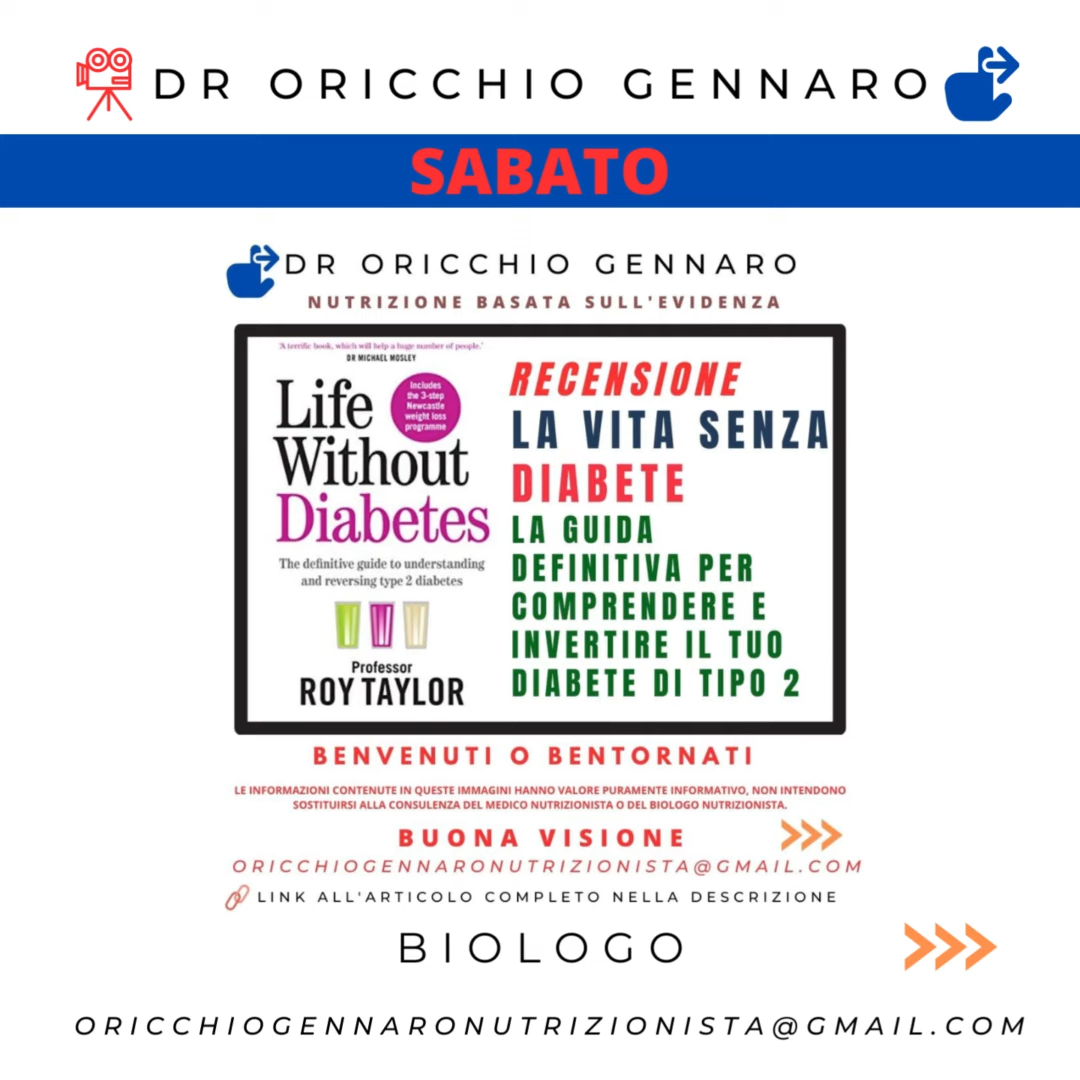 DR ORICCHIO GENNARO
SABATO
DR ORICCHIO GENNARO
NUTRIZIONE BASATA SULL'EVIDENZA
'A terrific book, which will help a huge number of people.'
DR MICHAEL MOSLEY
Life
Without
Diabetes
Includes
the 3-step
Newcastle
weight loss
programme
The definitive guide to understanding
and reversing type 2 diabetes
Professor
ROY TAYLOR
RECENSIONE
LA VITA SENZA
DIABETE
LA GUIDA
DEFINITIVA PER
COMPRENDERE E
INVERTIRE IL TUO
DIABETE DI TIPO 2
BENVENUTI O BENTORNATI
LE INFORMAZIONI CONTENUTE IN QUESTE IMMAGINI HANNO VALORE PURAMENTE INFORMATIVO, NON INTENDONO
SOSTITUIRSI ALLA CONSULENZA DEL MEDICO NUTRIZIONISTA O DEL BIOLOGO NUTRIZIONISTA.
BUONA VISIONE
ORICCHIOGENNARONUTRIZIONISTA@GMAIL.COM
LINK ALL'ARTICOLO COMPLETO NELLA DESCRIZIONE
BIOLOGO
ORICCHIOGENNARONUTRIZIONISTA@GMAIL.COM